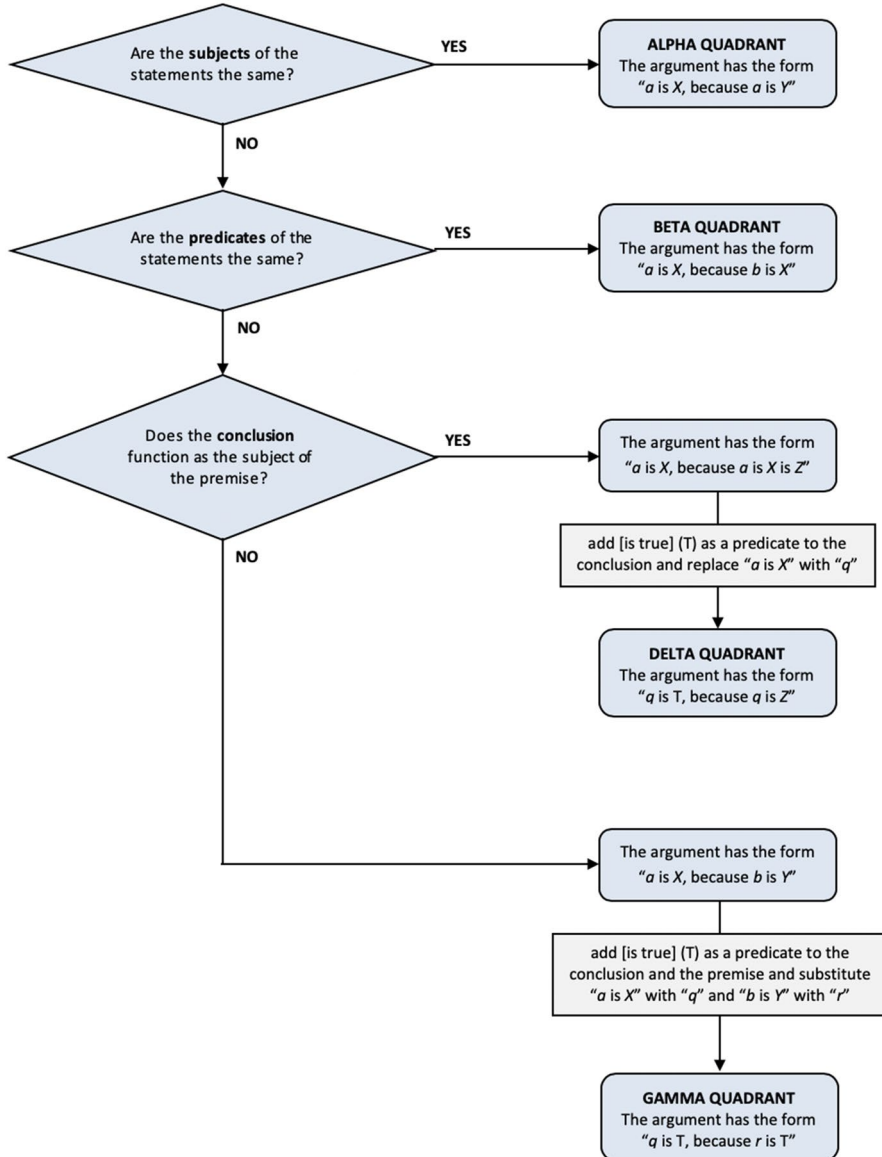 Are the subjects of the
statements the same?
YES
ALPHA QUADRANT
The argument has the form
“a is X, because a is Y”
NO
Are the predicates of the
statements the same?
YES
BETA QUADRANT
The argument has the form
“a is X, because b is X”
NO
Does the conclusion
function as the subject of
the premise?
YES
The argument has the form
“a is X, because a is X is Z”
add [is true] (T) as a predicate to the
conclusion and replace “a is X” with “q”
DELTA QUADRANT
The argument has the form
“q is T, because q is Z”
NO
The argument has the form
“a is X, because b is Y”
add [is true] (T) as a predicate to the
conclusion and the premise and substitute
“a is X” with “q” and “b is Y” with “r”
GAMMA QUADRANT
The argument has the form
“q is T, because r is T”